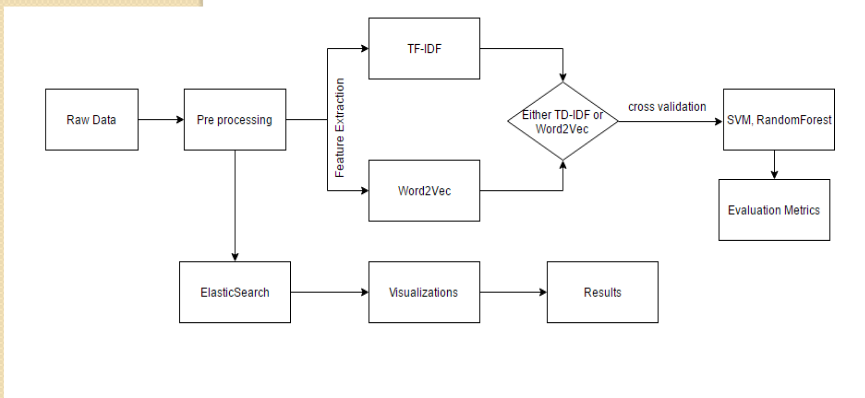 TF-IDF
Raw Data
Pre processing
Feature Extraction
Either TD-IDF or
Word2Vec
cross validation
SVM, RandomForest
Word2Vec
Evaluation Metrics
ElasticSearch
Visualizations
Results